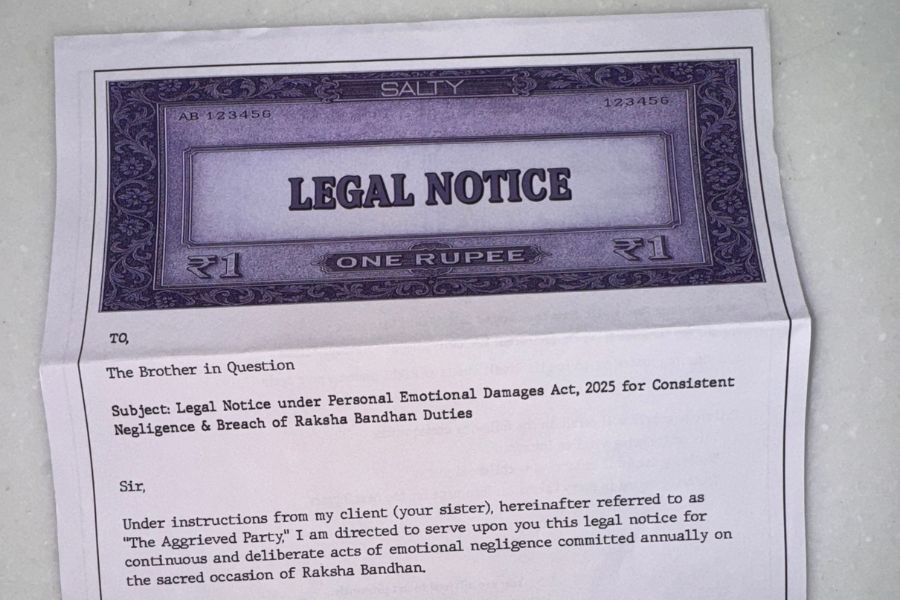 SALTY
AB 123456
123456
LEGAL NOTICE
₹1
ONE RUPEE
₹1
TO,
The Brother in Question
Subject: Legal Notice under Personal Emotional Damages Act, 2025 for Consistent
Negligence & Breach of Raksha Bandhan Duties
Sir,
Under instructions from my client (your sister), hereinafter referred to as
"The Aggrieved Party," I am directed to serve upon you this legal notice for
continuous and deliberate acts of emotional negligence committed annually on
the sacred occasion of Raksha Bandhan.